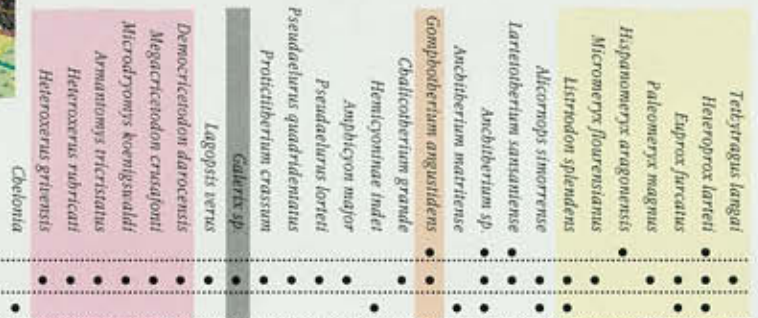 Tethytragus langai
Heteroprox larteti
Euprox furcatus
Paleomeryx magnus
Hispanomeryx aragonensis
Micromeryx flourensianus
Listriodon splendens
Alicornops simorrense
Lartetotherium sansaniense
Anchitherium sp.
Anchitherium matritense
Gomphotherium angustidens
Chalicotherium grande
Hemicyoninae indet
Amphicyon major
Pseudaelurus lorteti
Pseudaelurus quadridentatus
Protictitherium crassum
Galerix sp.
Lagopsis verus
Democricetodon darocensis
Megacricetodon crusafonti
Microdryomys koenigswaldi
Armantomys tricristatus
Heteroxerus rubricati
Heteroxerus grivensis
Chelonia